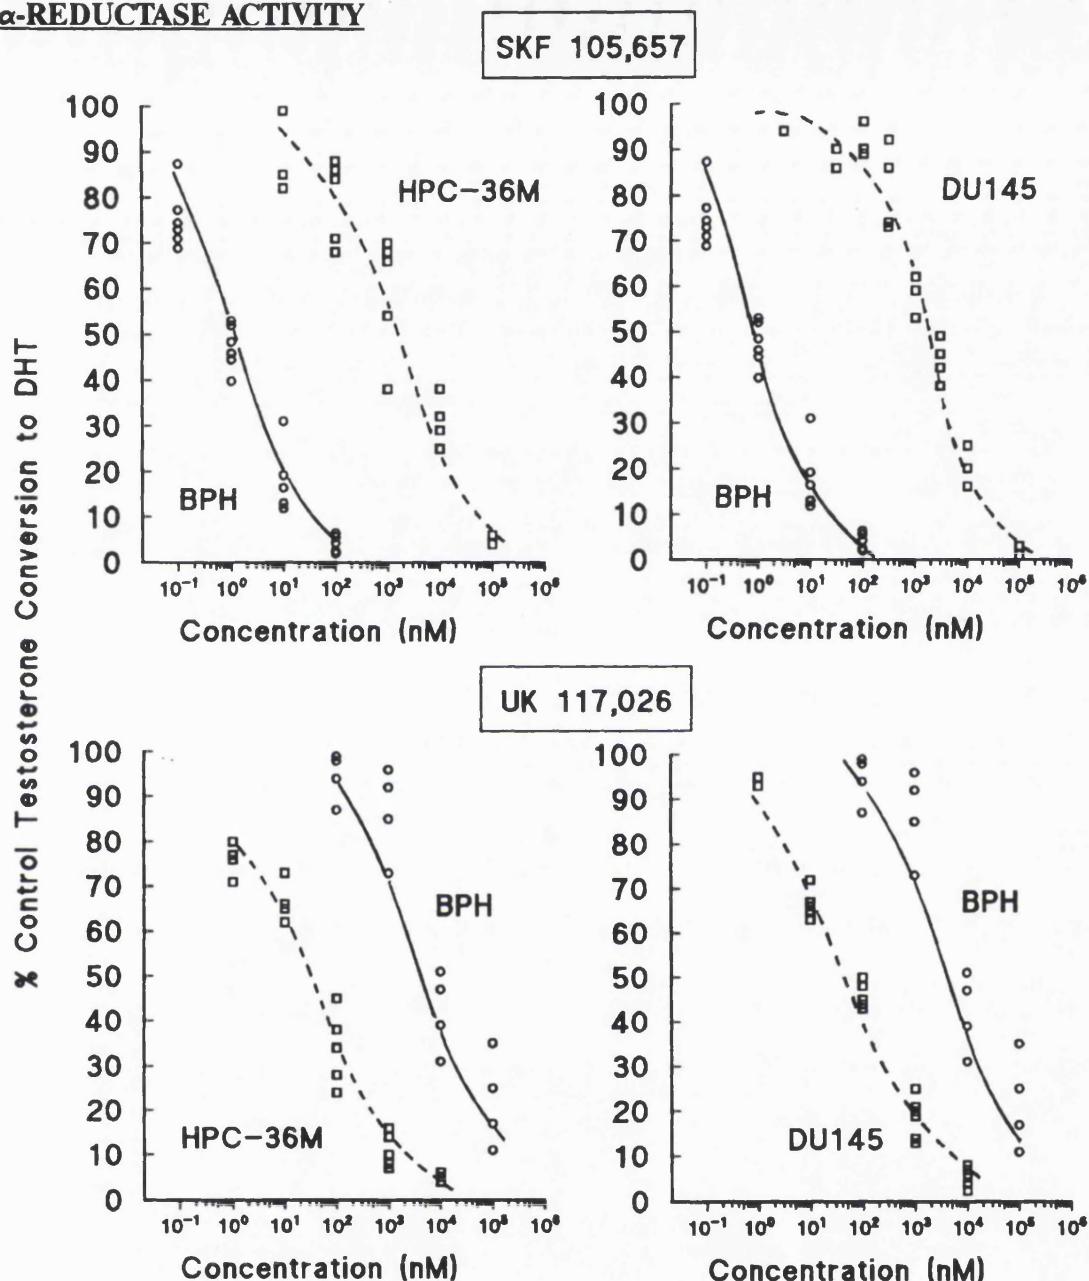 α-REDUCTASE ACTIVITY
SKF 105,657
% Control Testosterone Conversion to DHT
100
90
80
70
60
50
40
30
20
10
0
HPC-36M
BPH
10⁻¹ 10⁰ 10¹ 10² 10³ 10⁴ 10⁵ 10⁶
Concentration (nM)
100
90
80
70
60
50
40
30
20
10
0
DU145
BPH
10⁻¹ 10⁰ 10¹ 10² 10³ 10⁴ 10⁵ 10⁶
Concentration (nM)
UK 117,026
100
90
80
70
60
50
40
30
20
10
0
BPH
HPC-36M
10⁻¹ 10⁰ 10¹ 10² 10³ 10⁴ 10⁵ 10⁶
Concentration (nM)
100
90
80
70
60
50
40
30
20
10
0
BPH
DU145
10⁻¹ 10⁰ 10¹ 10² 10³ 10⁴ 10⁵ 10⁶
Concentration (nM)